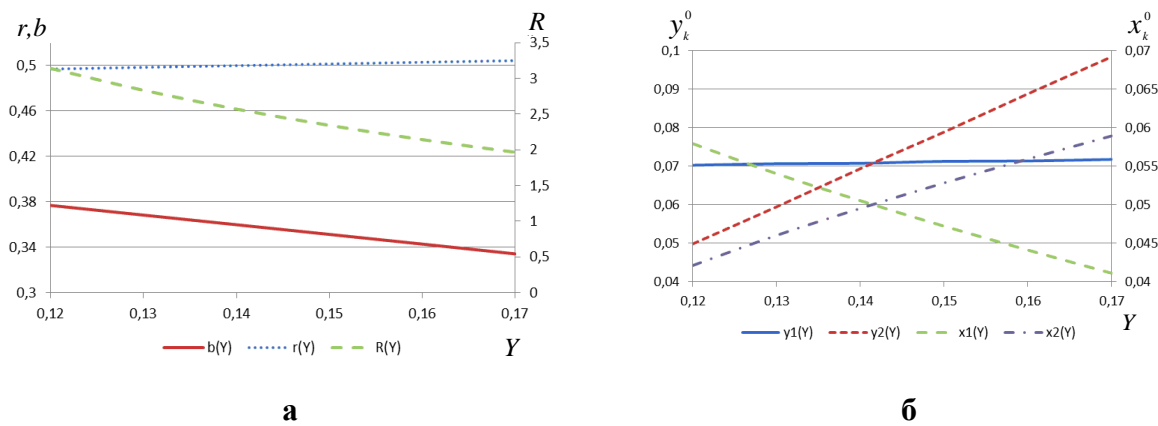 r,b
R
0,5
0,46
0,42
0,38
0,34
0,3
3,5
3
2,5
2
1,5
1
0,5
0
0,12 0,13 0,14 0,15 0,16 0,17
b(Y) r(Y) R(Y)
Y
а
y_k^0
x_k^0
0,1
0,09
0,08
0,07
0,06
0,05
0,04
0,07
0,065
0,06
0,055
0,05
0,045
0,04
0,12 0,13 0,14 0,15 0,16 0,17
Y
y1(Y) y2(Y) x1(Y) x2(Y)
б